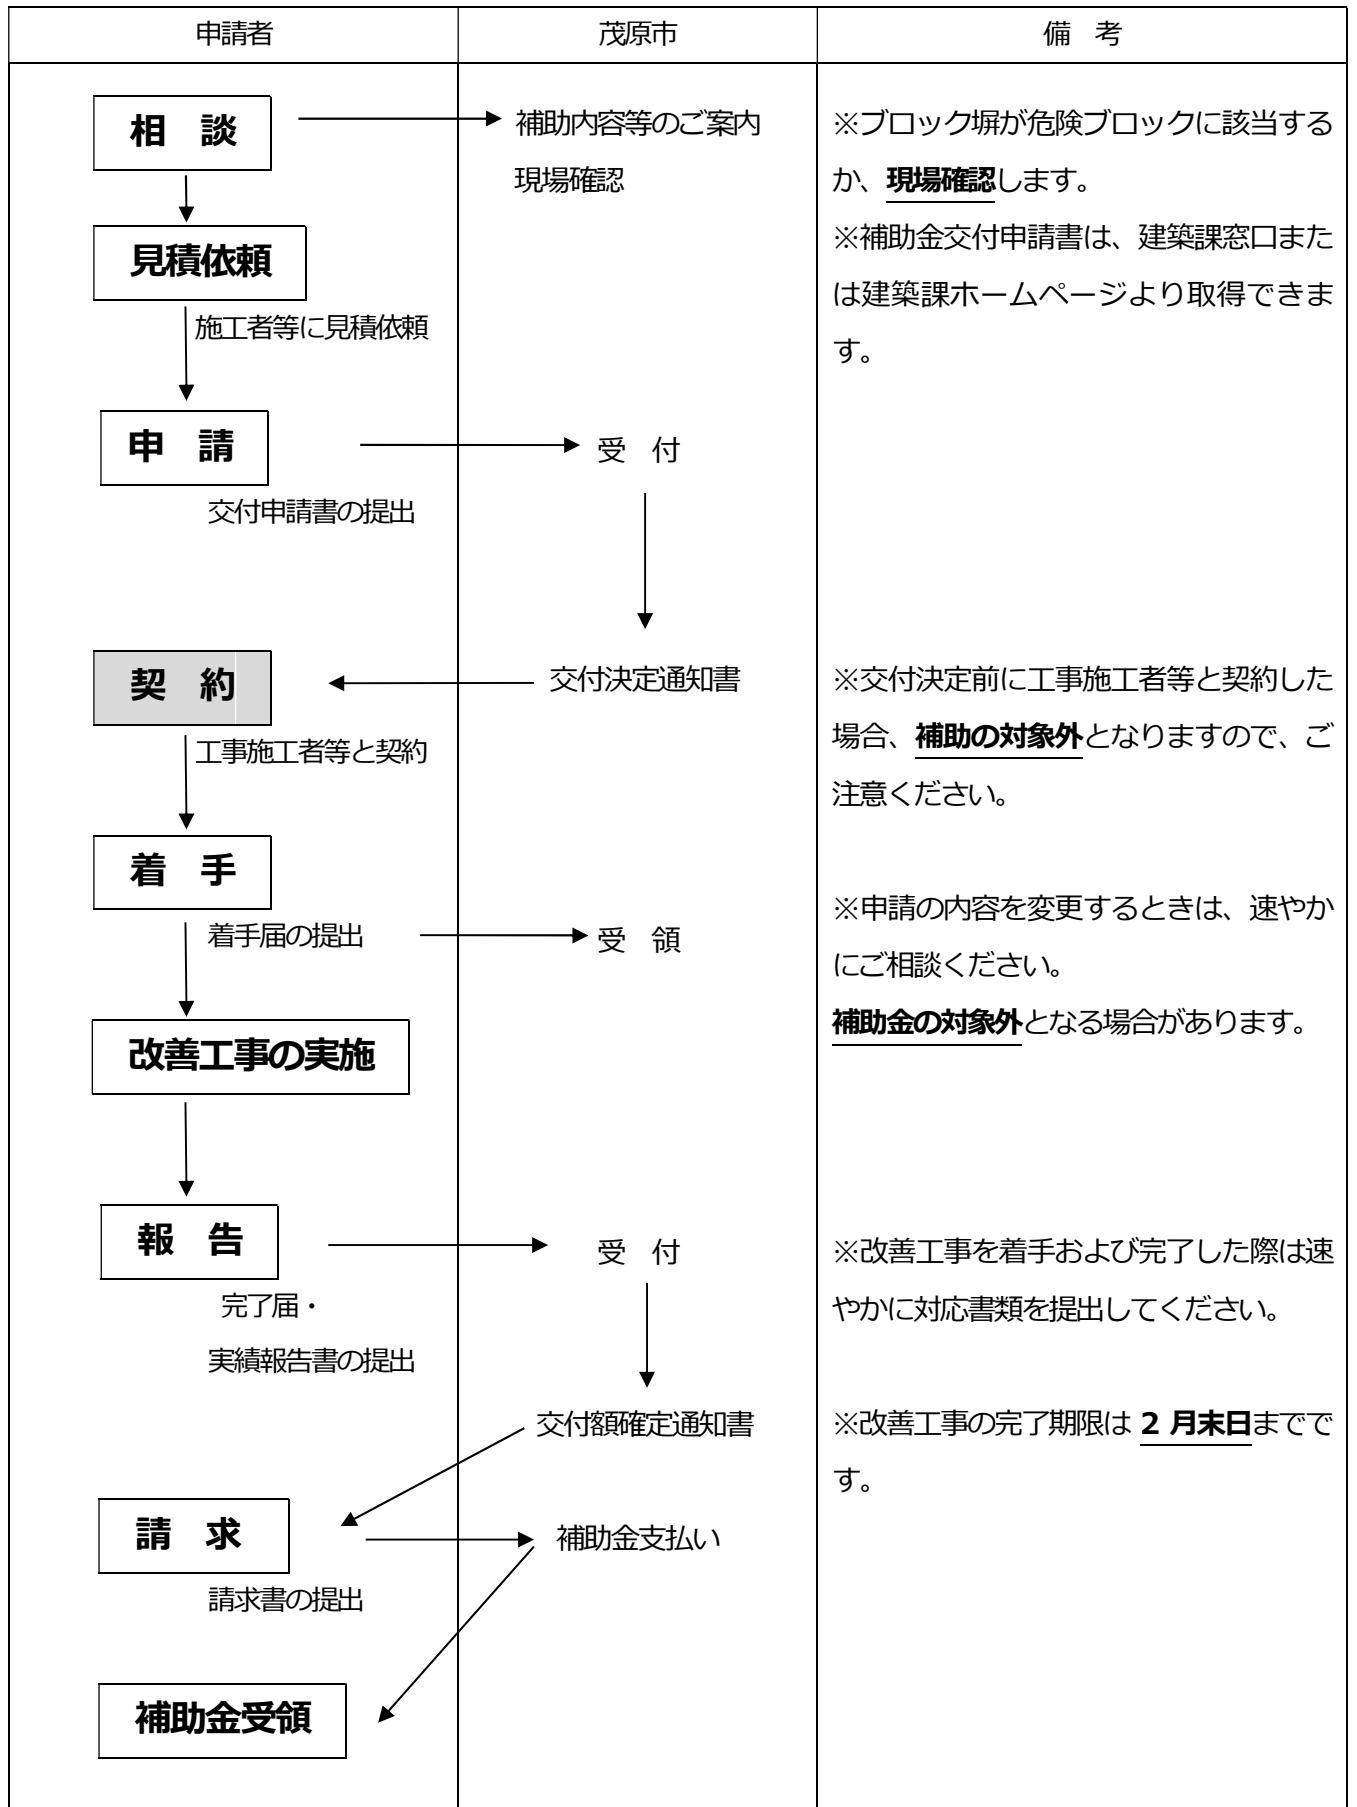 申請者
茂原市
備　考
相　談
補助内容等のご案内
現場確認
※ブロック塀が危険ブロックに該当する
か、現場確認します。
見積依頼
※補助金交付申請書は、建築課窓口また
は建築課ホームページより取得できま
す。
施工者等に見積依頼
申　請
受　付
交付申請書の提出
契　約
交付決定通知書
※交付決定前に工事施工者等と契約した
場合、補助の対象外となりますので、ご
注意ください。
工事施工者等と契約
着　手
着手届の提出
受　領
※申請の内容を変更するときは、速やか
にご相談ください。
補助金の対象外となる場合があります。
改善工事の実施
報　告
受　付
※改善工事を着手および完了した際は速
やかに対応書類を提出してください。
完了届・
実績報告書の提出
交付額確定通知書
※改善工事の完了期限は 2 月末日までで
す。
請　求
補助金支払い
請求書の提出
補助金受領